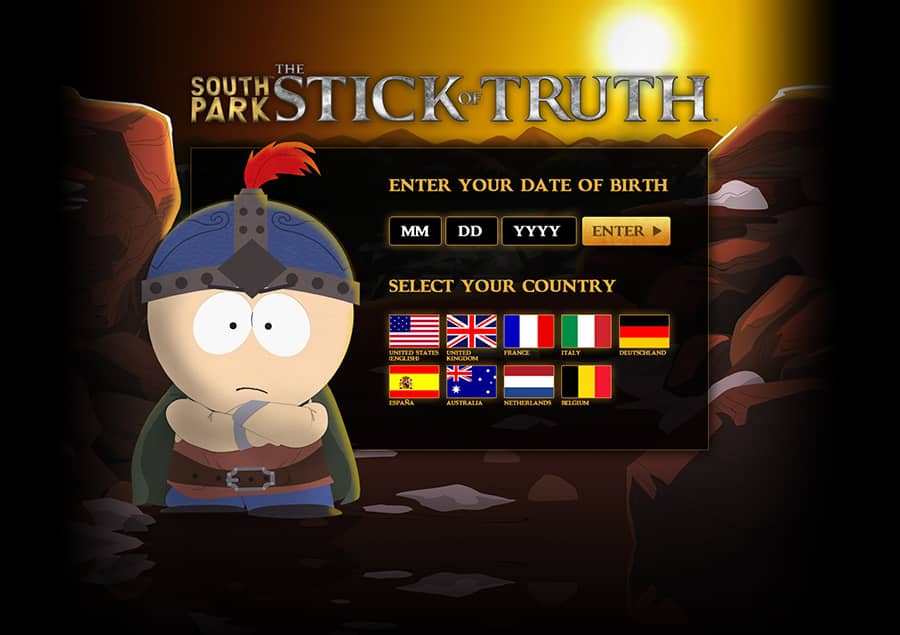 SOUTH PARK
THE
STICK OF TRUTH™
ENTER YOUR DATE OF BIRTH
MM DD YYYY ENTER
SELECT YOUR COUNTRY
UNITED STATES (ENGLISH)
UNITED KINGDOM
FRANCE
ITALY
DEUTSCHLAND
ESPAÑA
AUSTRALIA
NETHERLANDS
BELGIUM